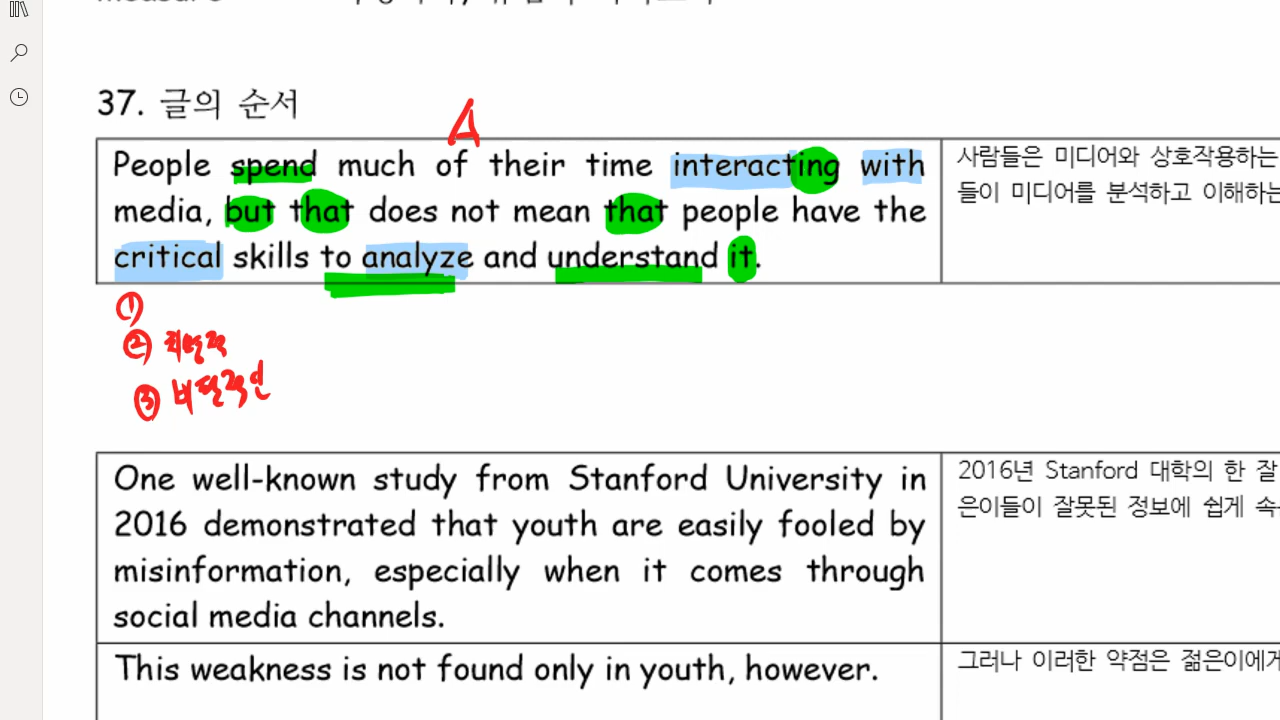 37. 글의 순서
People spend much of their time interacting with
media, but that does not mean that people have the
critical skills to analyze and understand it.
사람들은 미디어와 상호작용하는
들이 미디어를 분석하고 이해하는
①
②
③ 비판적인
One well-known study from Stanford University in
2016 demonstrated that youth are easily fooled by
misinformation, especially when it comes through
social media channels.
2016년 Stanford 대학의 한 잘
은이들이 잘못된 정보에 쉽게 속
This weakness is not found only in youth, however.
그러나 이러한 약점은 젊은이에게